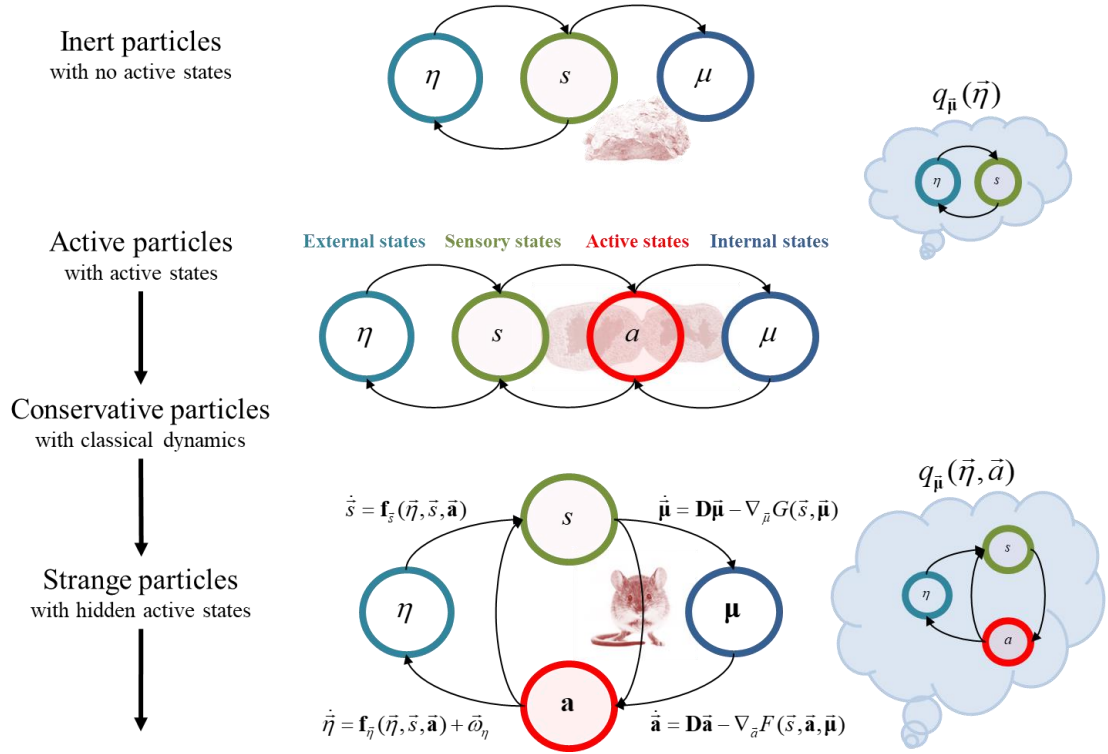 Inert particles
with no active states
η
s
μ
q_μ⃗(η⃗)
η
s
Active particles
with active states
External states
Sensory states
Active states
Internal states
η
s
a
μ
Conservative particles
with classical dynamics
q_μ⃗(η⃗, a⃗)
s
η
a
Strange particles
with hidden active states
s⃗̇ = f_s⃗(η⃗, s⃗, a⃗)
s
μ⃗̇ = Dμ⃗ − ∇_μ⃗ G(s⃗, μ⃗)
η
μ
η⃗̇ = f_η⃗(η⃗, s⃗, a⃗) + ω⃗_η
a
a⃗̇ = Da⃗ − ∇_a⃗ F(s⃗, a⃗, μ⃗)